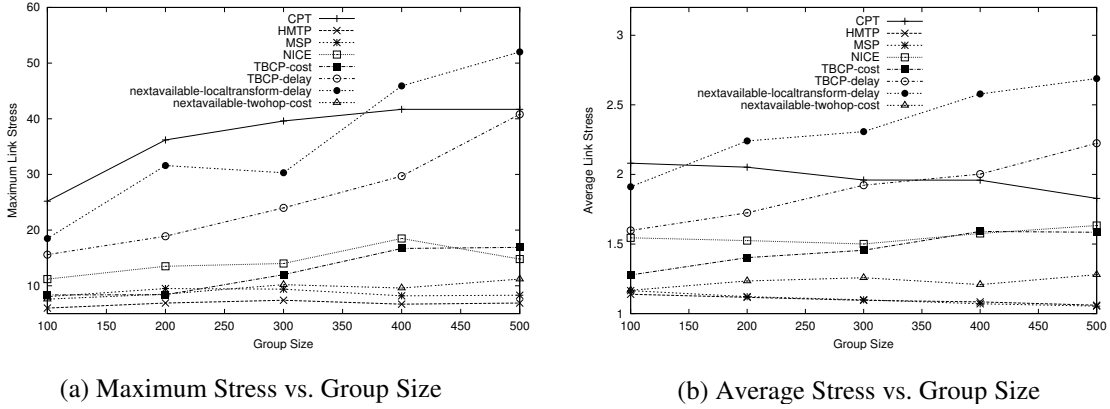 60
50
40
30
20
10
100 150 200 250 300 350 400 450 500
Maximum Link Stress
Group Size
CPT
HMTP
MSP
NICE
TBCP-cost
TBCP-delay
nextavailable-localtransform-delay
nextavailable-twohop-cost
(a) Maximum Stress vs. Group Size
3
2.5
2
1.5
1
100 150 200 250 300 350 400 450 500
Average Link Stress
Group Size
CPT
HMTP
MSP
NICE
TBCP-cost
TBCP-delay
nextavailable-localtransform-delay
nextavailable-twohop-cost
(b) Average Stress vs. Group Size